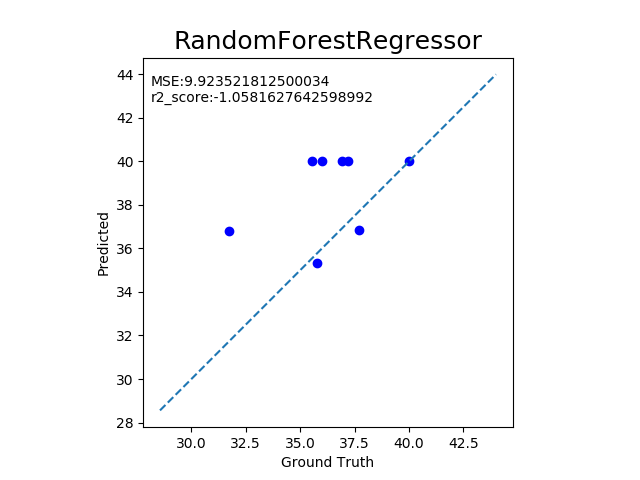 RandomForestRegressor
MSE:9.923521812500034
r2_score:-1.0581627642598992
44
42
40
38
36
34
32
30
28
Predicted
30.0 32.5 35.0 37.5 40.0 42.5
Ground Truth